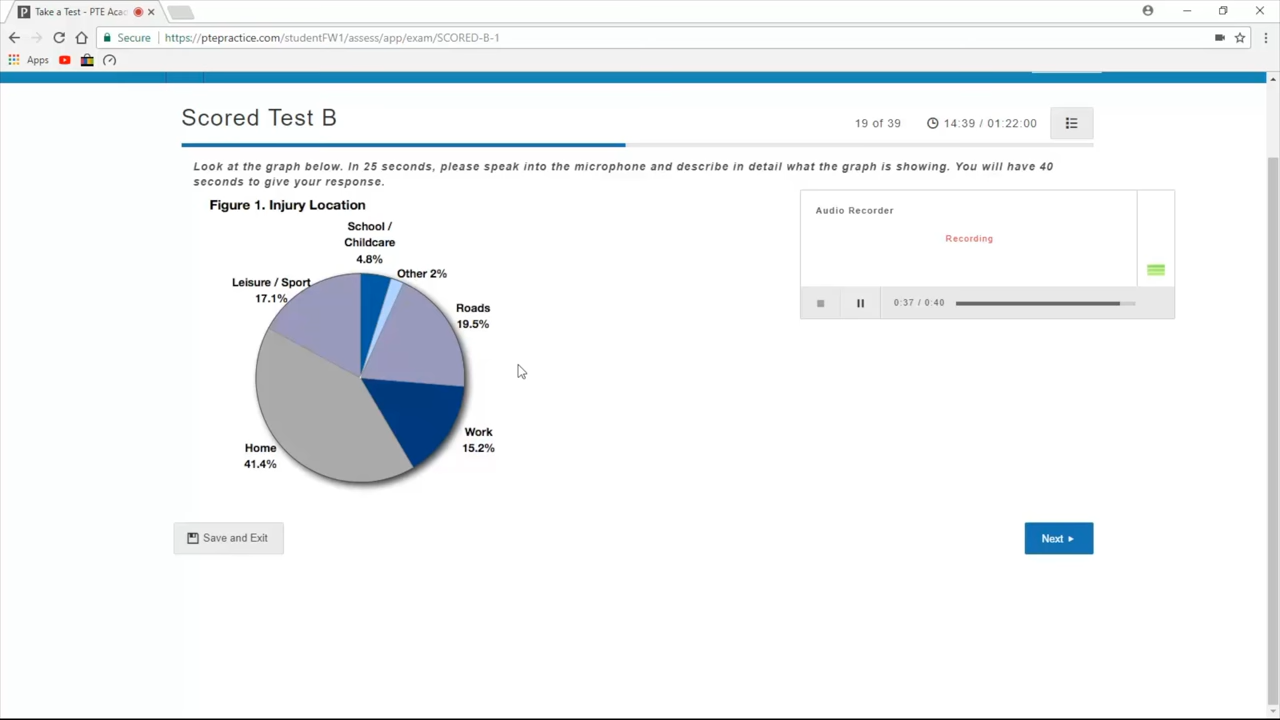 Take a Test - PTE Aca
Secure
https://ptepractice.com/studentFW1/assess/app/exam/SCORED-B-1
Apps
Scored Test B
19 of 39
14:39 / 01:22:00
Look at the graph below. In 25 seconds, please speak into the microphone and describe in detail what the graph is showing. You will have 40
seconds to give your response.
Figure 1. Injury Location
School /
Childcare
4.8%
Other 2%
Leisure / Sport
17.1%
Roads
19.5%
Work
15.2%
Home
41.4%
Audio Recorder
Recording
0:37 / 0:40
Save and Exit
Next